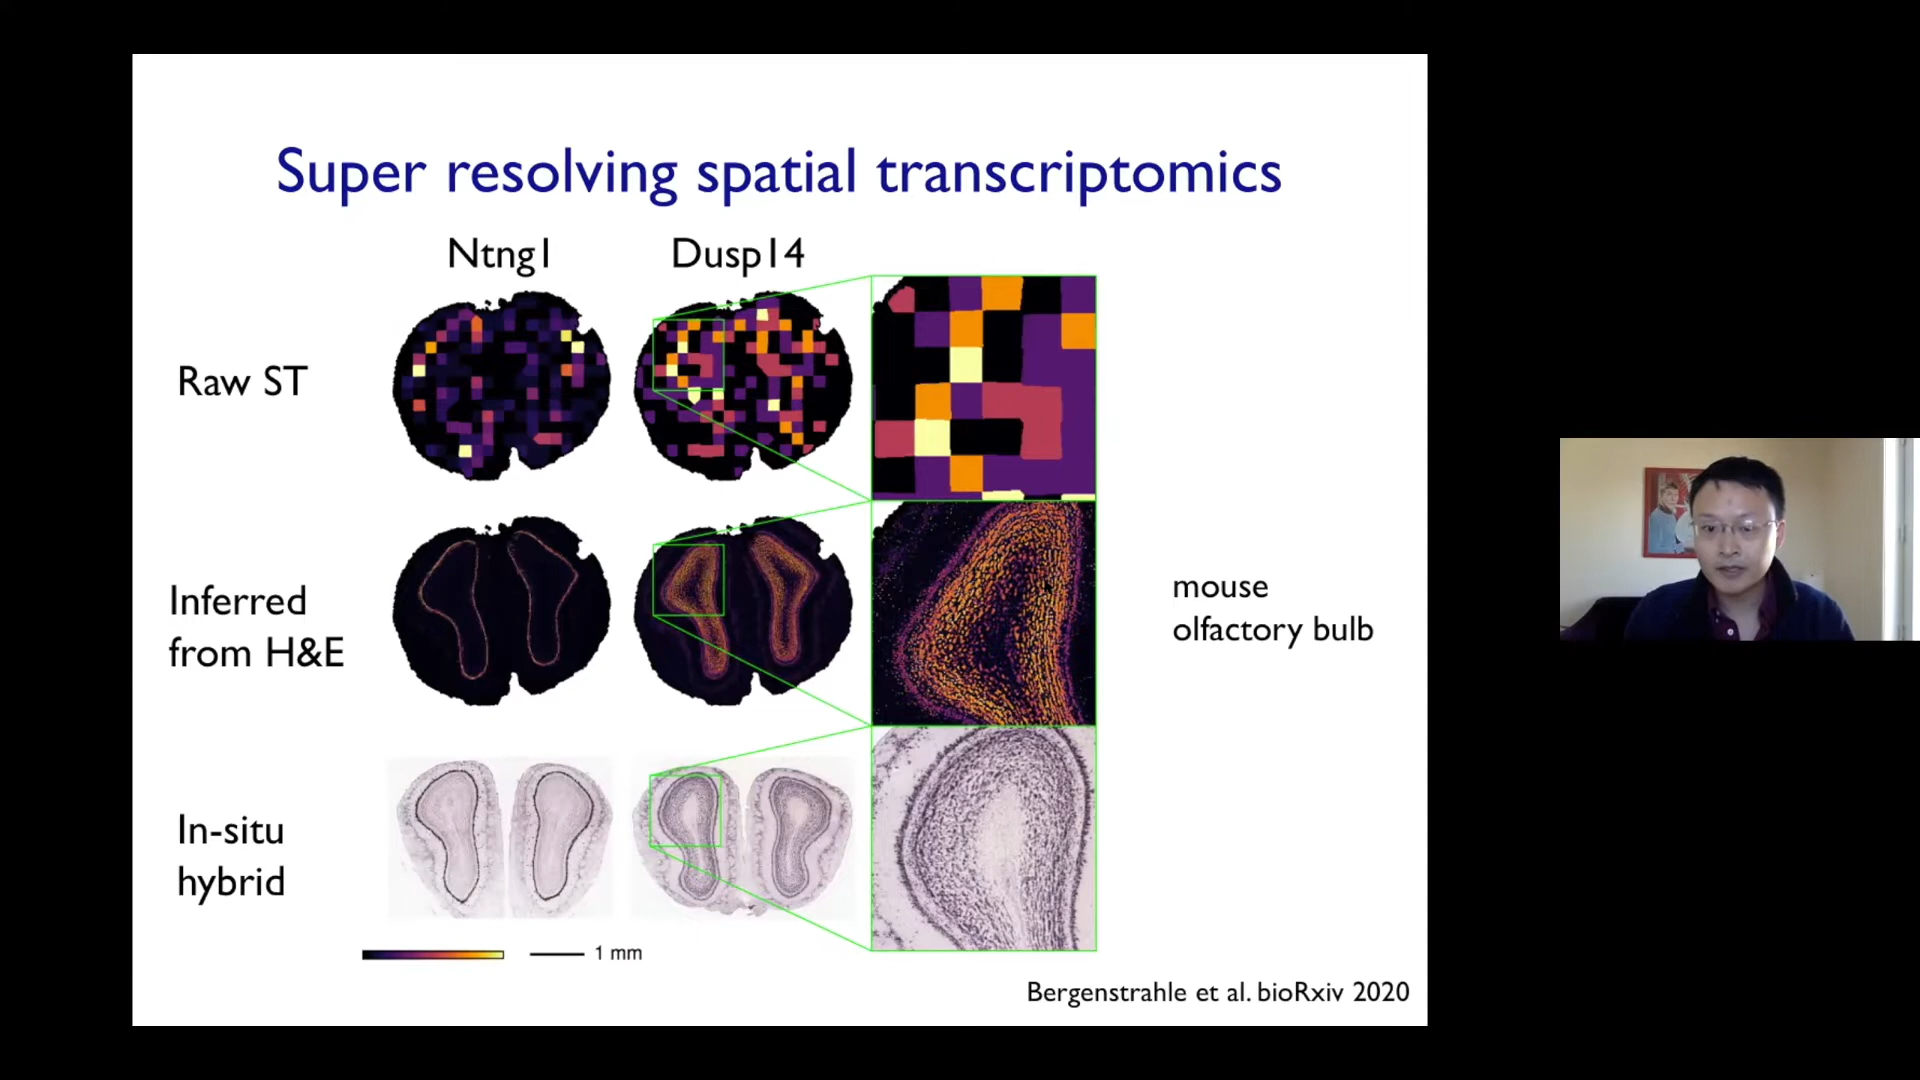 Super resolving spatial transcriptomics
Ntng1
Dusp14
Raw ST
Inferred
from H&E
mouse
olfactory bulb
In-situ
hybrid
1 mm
Bergenstrahle et al. bioRxiv 2020